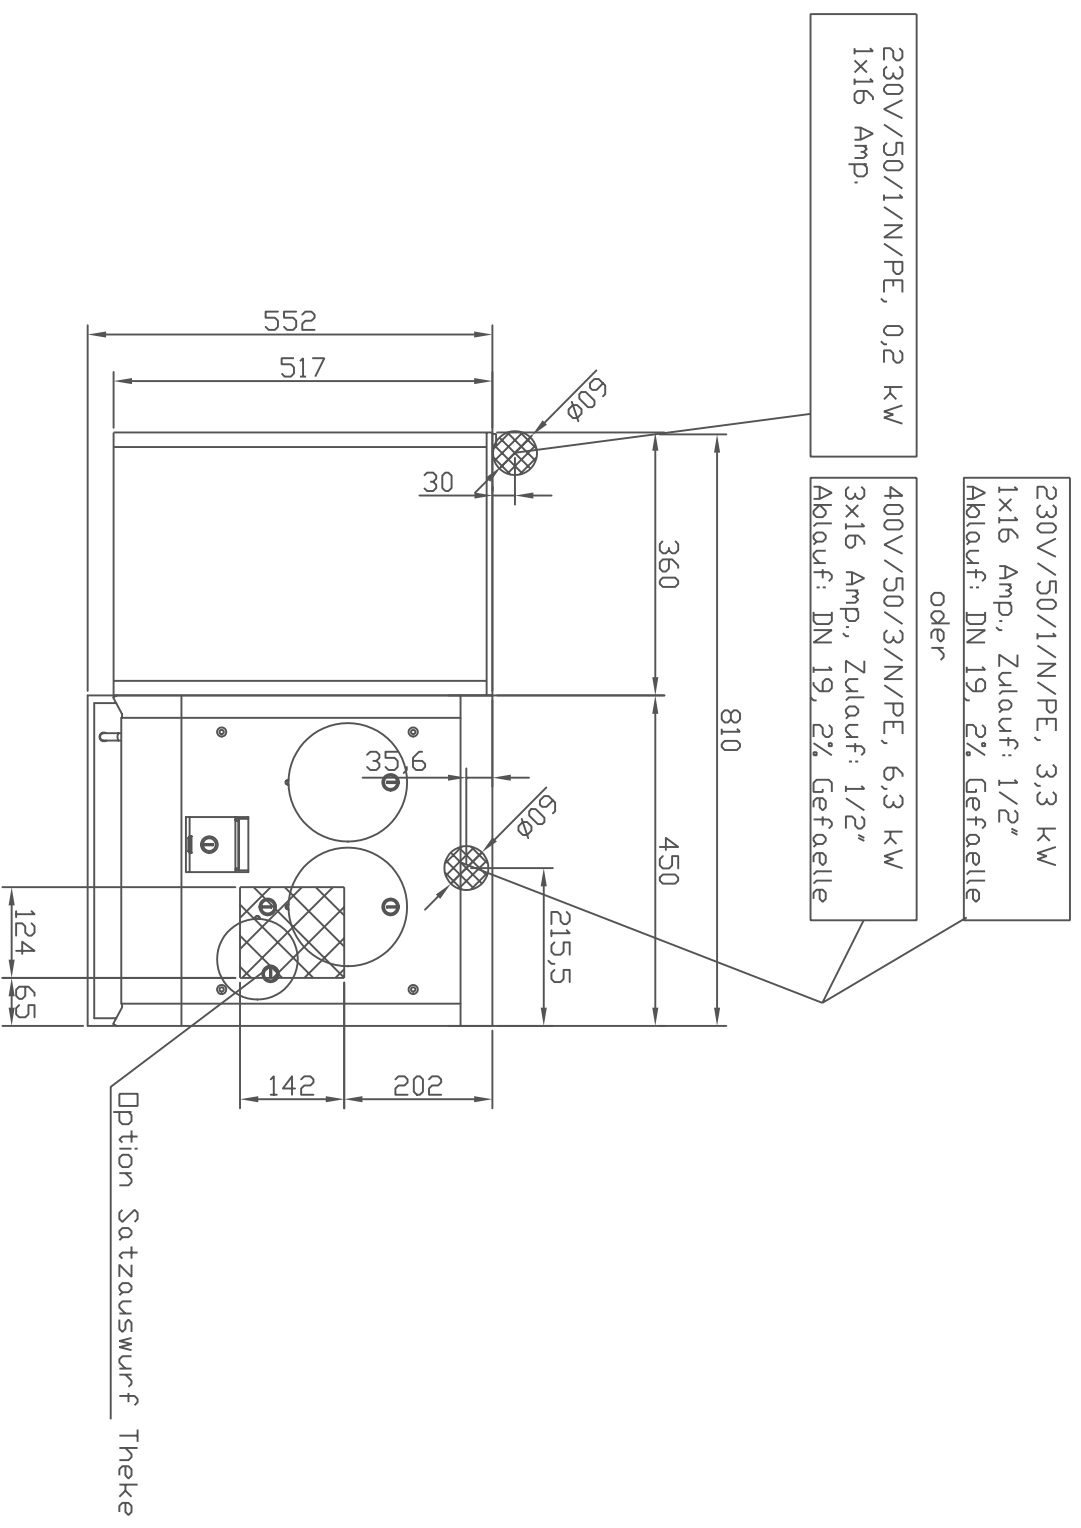 230V/50/1/N/PE, 3,3 kW
1x16 Amp., Zulauf: 1/2"
Ablauf: DN 19, 2% Gefaelle
oder
230V/50/1/N/PE, 0,2 kW
1x16 Amp.
400V/50/3/N/PE, 6,3 kW
3x16 Amp., Zulauf: 1/2"
Ablauf: DN 19, 2% Gefaelle
810
360
450
60ø
30
215,5
60ø
35,6
552
517
202
142
124
65
Option Satzauswurf Theke